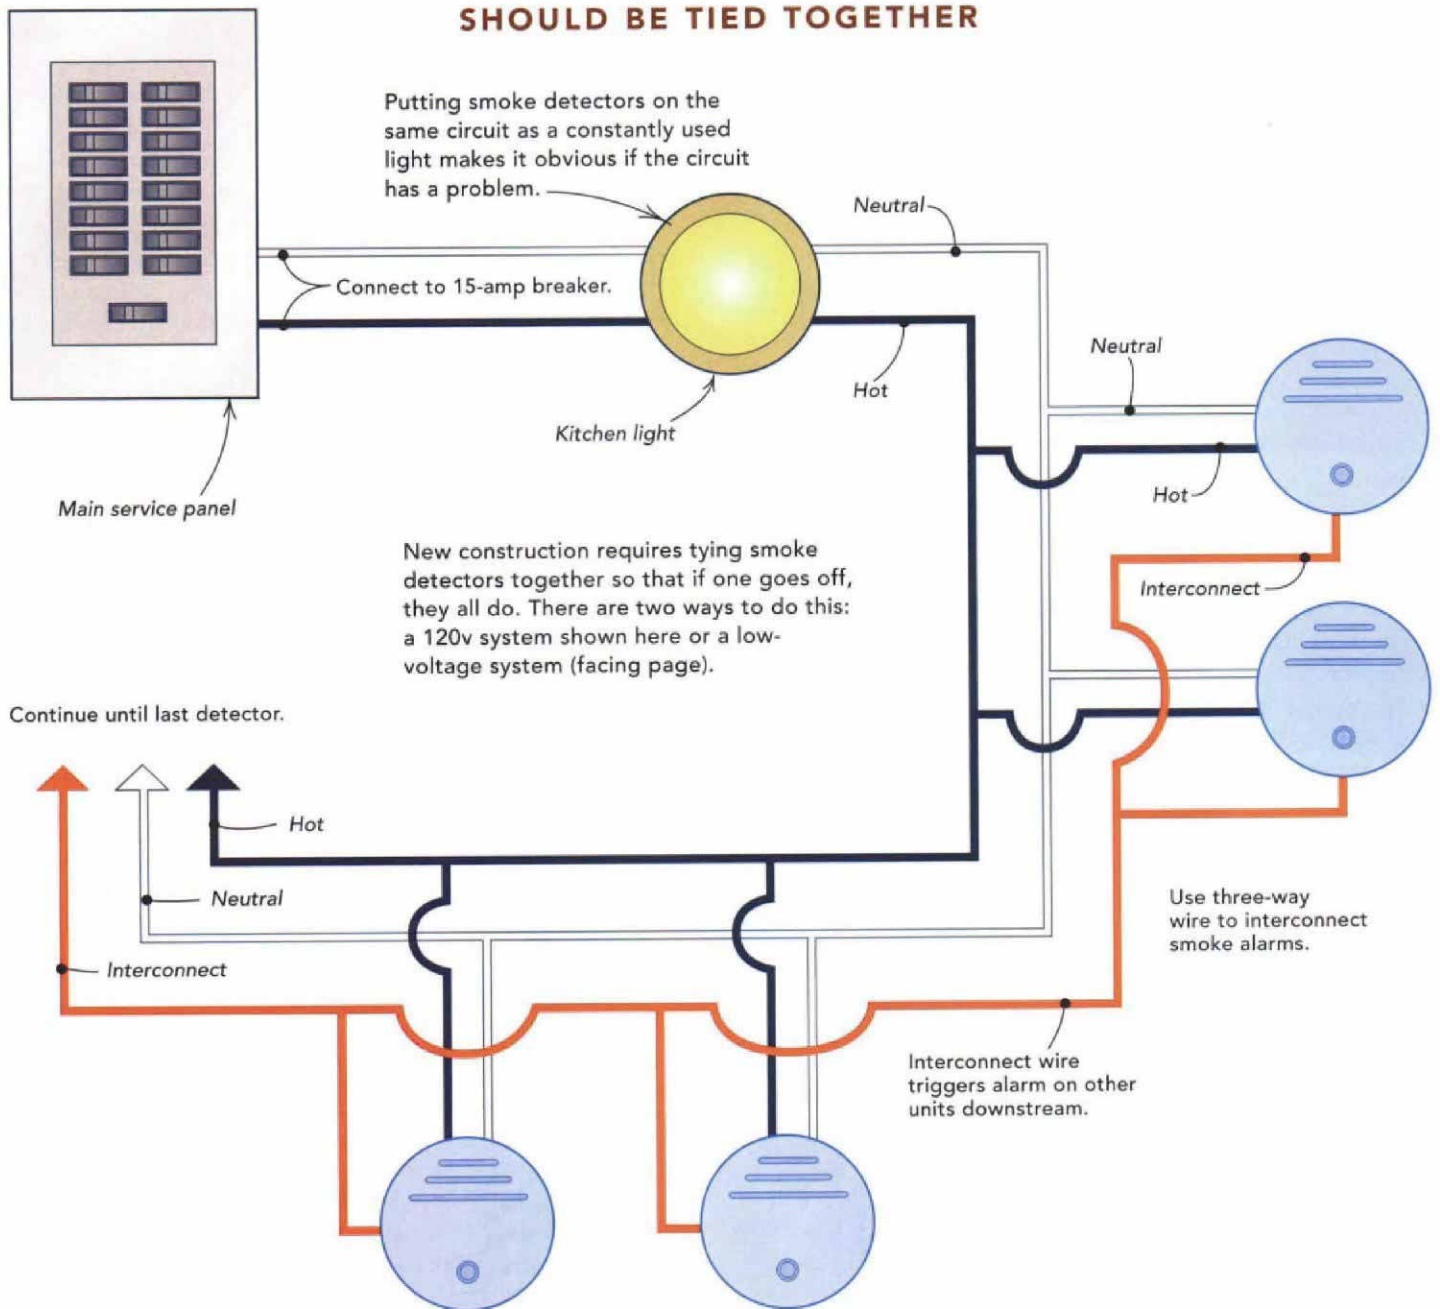 SHOULD BE TIED TOGETHER
Putting smoke detectors on the
same circuit as a constantly used
light makes it obvious if the circuit
has a problem.
Neutral
Connect to 15-amp breaker.
Neutral
Hot
Kitchen light
Main service panel
Hot
New construction requires tying smoke
detectors together so that if one goes off,
they all do. There are two ways to do this:
a 120v system shown here or a low-
voltage system (facing page).
Interconnect
Continue until last detector.
Hot
Neutral
Use three-way
wire to interconnect
smoke alarms.
Interconnect
Interconnect wire
triggers alarm on other
units downstream.